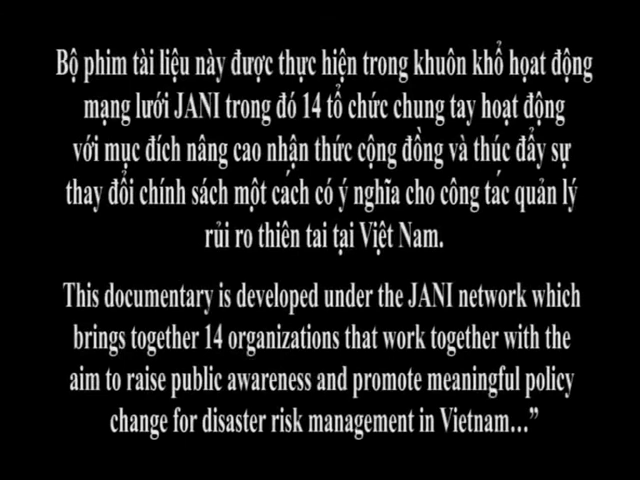 Bộ phim tài liệu này được thực hiện trong khuôn khổ họat động
mạng lưới JANI trong đó 14 tổ chức chung tay hoạt động
với mục đích nâng cao nhận thức cộng đồng và thúc đẩy sự
thay đổi chính sách một cách có ý nghĩa cho công tác quản lý
rủi ro thiên tai tại Việt Nam.
This documentary is developed under the JANI network which
brings together 14 organizations that work together with the
aim to raise public awareness and promote meaningful policy
change for disaster risk management in Vietnam...”